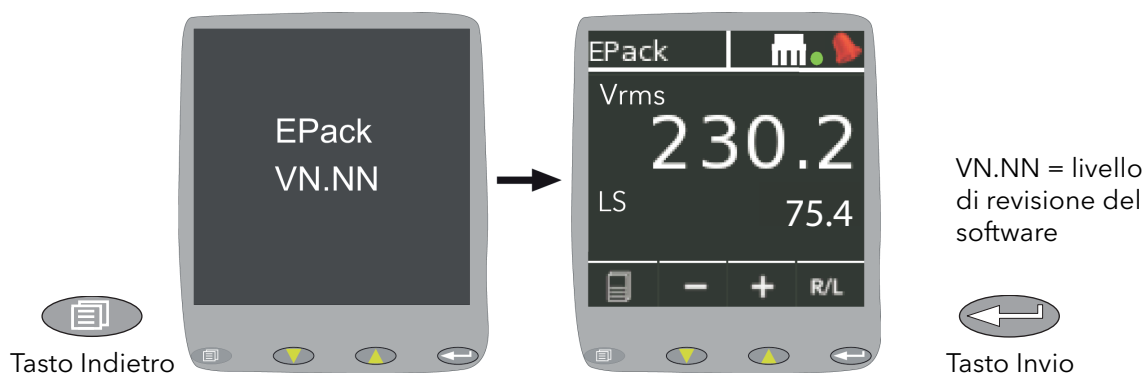 EPack
VN.NN
EPack
Vrms
230.2
LS
75.4
R/L
VN.NN = livello
di revisione del
software
Tasto Indietro
Tasto Invio